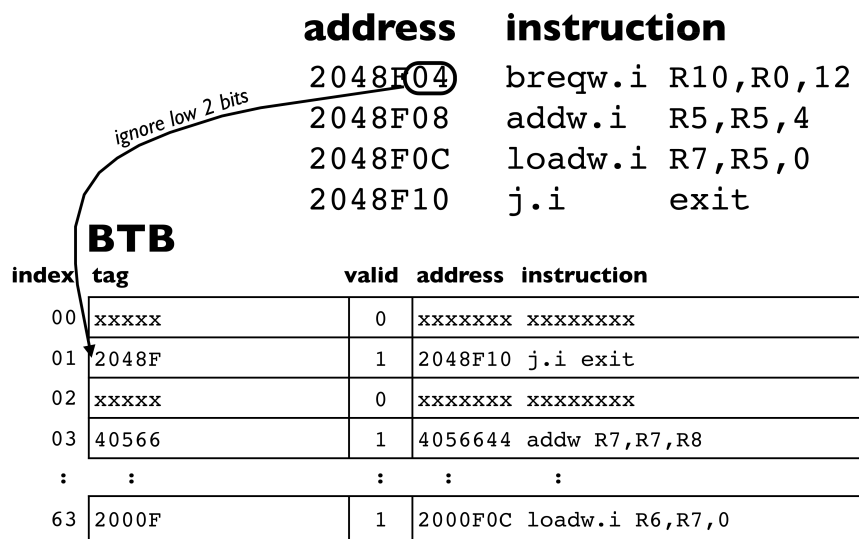 address instruction
2048F04 breqw.i R10,R0,12
ignore low 2 bits
2048F08 addw.i R5,R5,4
2048F0C loadw.i R7,R5,0
2048F10 j.i exit
BTB
index tag valid address instruction
00 xxxxx 0 xxxxxxx xxxxxxxx
01 2048F 1 2048F10 j.i exit
02 xxxxx 0 xxxxxxx xxxxxxxx
03 40566 1 4056644 addw R7,R7,R8
: : : : :
63 2000F 1 2000F0C loadw.i R6,R7,0